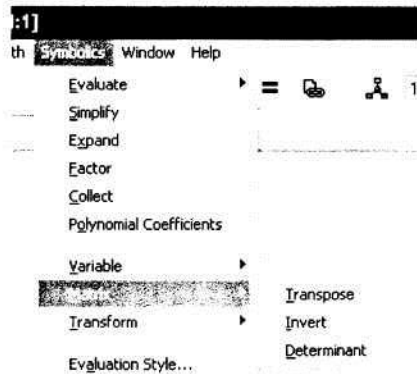 :1]
th Symbolics Window Help
Evaluate
Simplify
Expand
Factor
Collect
Polynomial Coefficients
Variable
Transform
Evaluation Style...
Transpose
Invert
Determinant
1